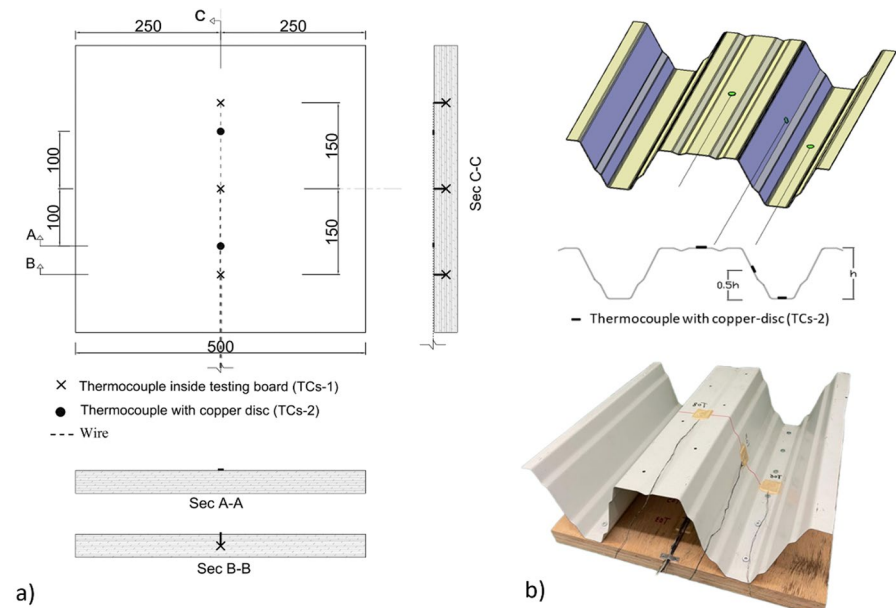 C
250
250
100
100
150
150
A
B
500
Sec C-C
× Thermocouple inside testing board (TCs-1)
● Thermocouple with copper disc (TCs-2)
--- Wire
Sec A-A
Sec B-B
a)
h
0.5h
Thermocouple with copper-disc (TCs-2)
b)